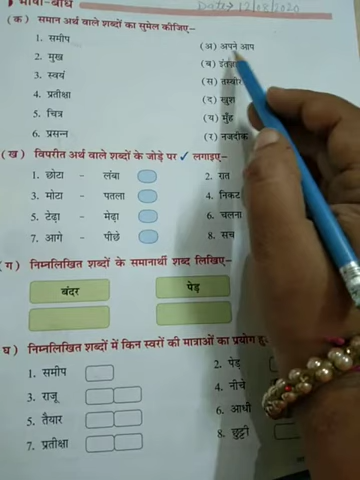 भाषा-बोध
Date> 12/08/2020
(क) समान अर्थ वाले शब्दों का सुमेल कीजिए-
1. समीप (अ) अपने आप
2. मुख (ब)
3. स्वयं (स) तस्वीर
4. प्रतीक्षा (द) खुश
5. चित्र (य) मुँह
6. प्रसन्न (र) नजदीक
(ख) विपरीत अर्थ वाले शब्दों के जोड़े पर ✓ लगाइए-
1. छोटा - लंबा 2. रात
3. मोटा - पतला 4. निकट
5. टेढ़ा - मेढ़ा 6. चलना
7. आगे - पीछे 8. सच
(ग) निम्नलिखित शब्दों के समानार्थी शब्द लिखिए-
बंदर पेड़
घ) निम्नलिखित शब्दों में किन स्वरों की मात्राओं का प्रयोग
1. समीप 2. पेड़
3. राजू 4. नीचे
5. तैयार 6. आधी
7. प्रतीक्षा 8. छुट्टी